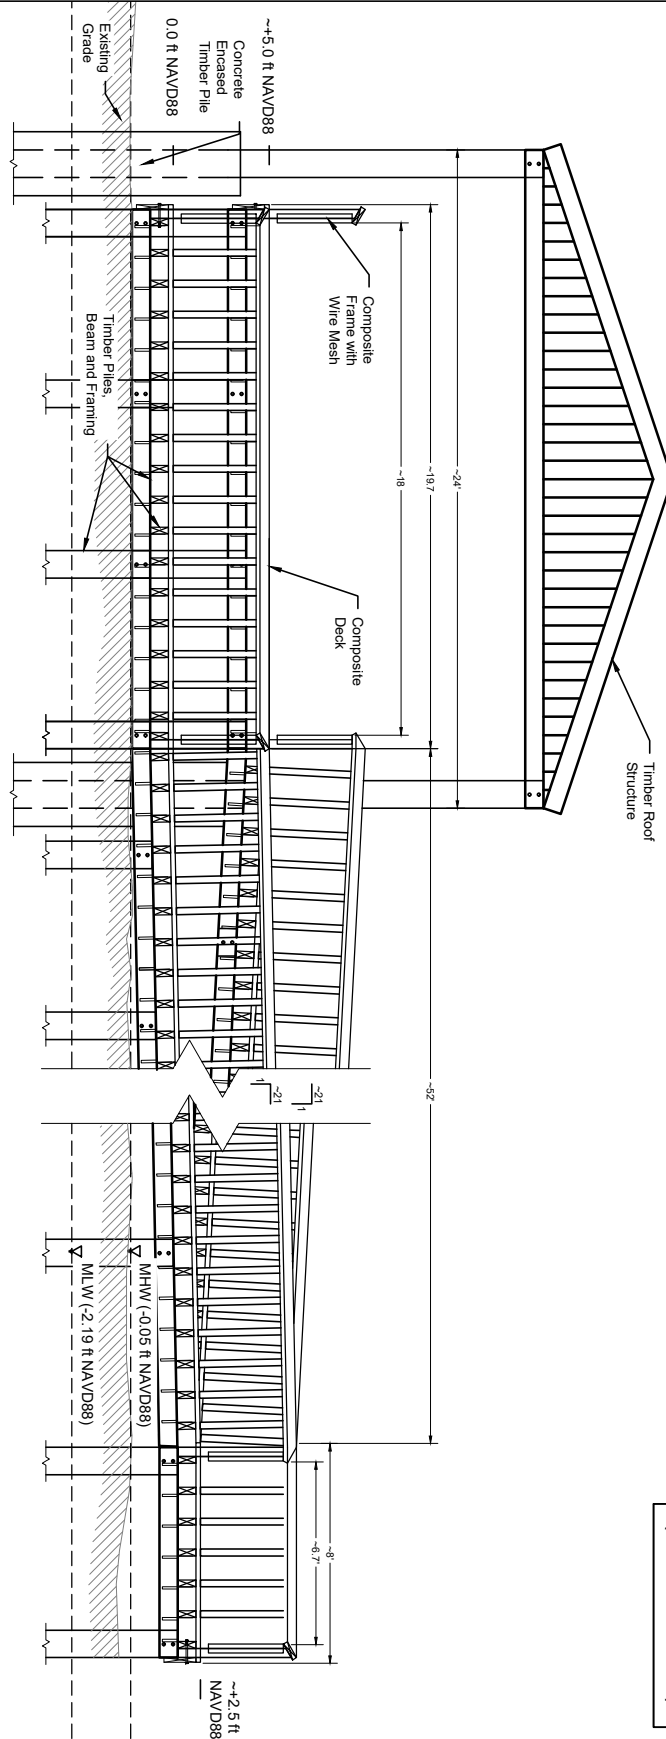 Timber Roof
Structure
~24'
~19.7
~18
~52'
~8'
~6.7'
Composite
Frame with
Wire Mesh
Composite
Deck
~+5.0 ft NAVD88
0.0 ft NAVD88
Concrete
Encased
Timber Pile
Existing
Grade
Timber Piles,
Beam and Framing
~21
1
~21
1
MHW (-0.05 ft NAVD88)
MLW (-2.19 ft NAVD88)
~+2.5 ft
NAVD88